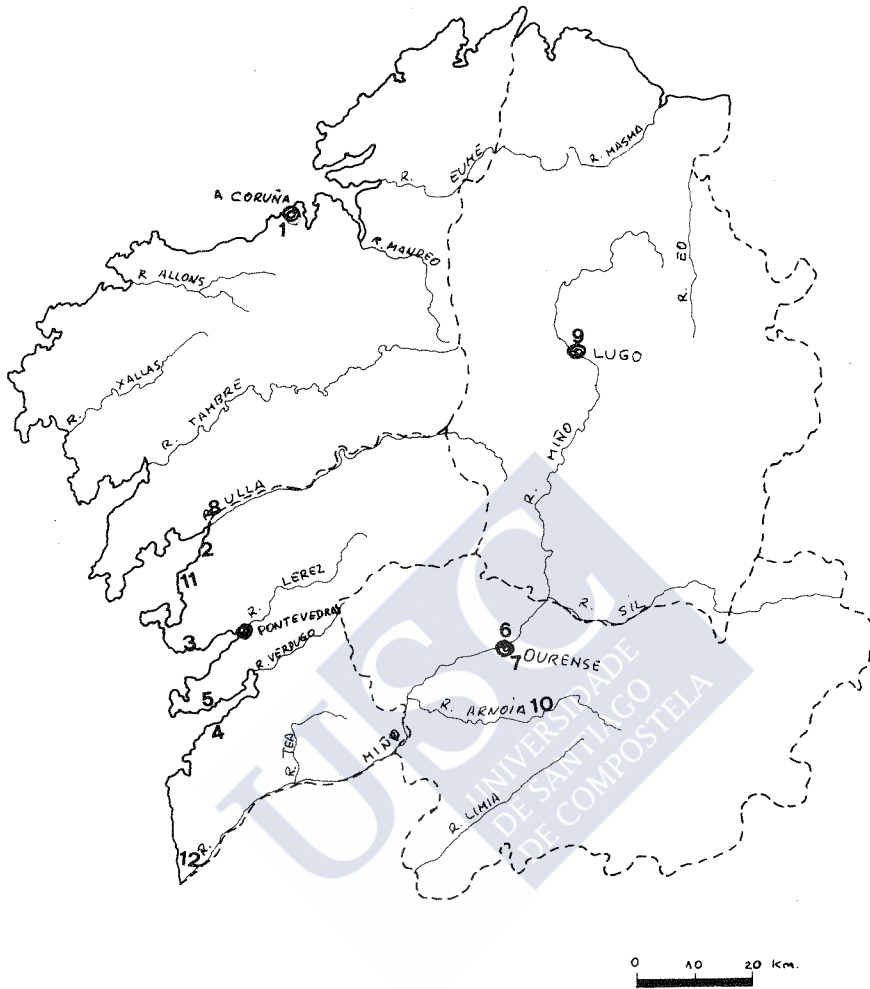 R. EUME
R. MASMA
A CORUÑA
1
R. MANDEO
R. EO
R ALLONS
9
LUGO
R. XALLAS
R. TAMBRE
R. MIÑO
8
R. ULLA
2
11
R. LEREZ
R. SIL
PONTEVEDRA
3
6
7
OURENSE
R. VERDUGO
5
4
R. ARNOIA 10
R. TEA
R. MIÑO
R. LIMIA
12
USC
UNIVERSIDADE
DE SANTIAGO
DE COMPOSTELA
0 10 20 Km.